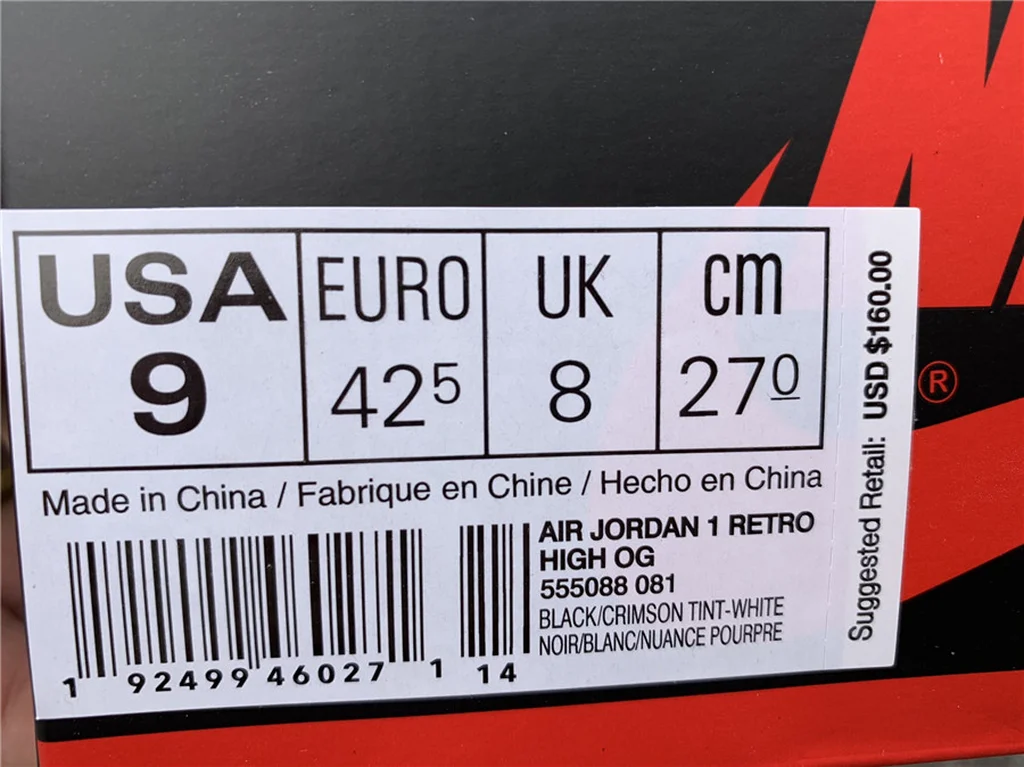 USA EURO UK cm
9 42⁵ 8 27⁰
Made in China / Fabrique en Chine / Hecho en China
AIR JORDAN 1 RETRO
HIGH OG
555088 081
BLACK/CRIMSON TINT-WHITE
NOIR/BLANC/NUANCE POURPRE
1 92499 46027 1 14
Suggested Retail: USD $160.00
®